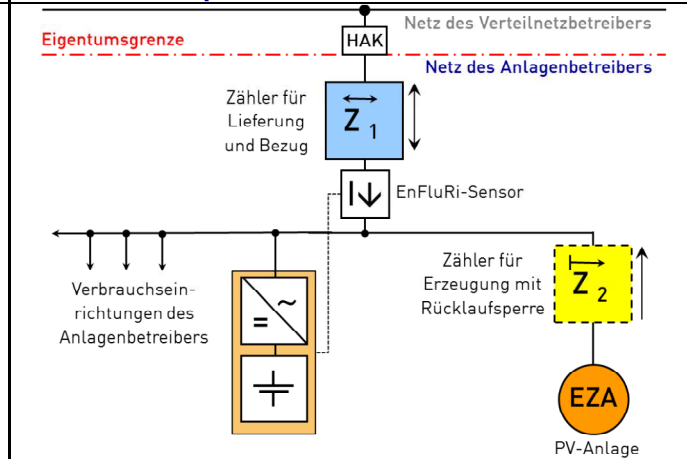 Netz des Verteilnetzbetreibers
Eigentumsgrenze
HAK
Netz des Anlagenbetreibers
Zähler für
Lieferung
und Bezug
Z 1
EnFluRi-Sensor
Zähler für
Erzeugung mit
Rücklaufsperre
Z 2
Verbrauchsein-
richtungen des
Anlagenbetreibers
EZA
PV-Anlage